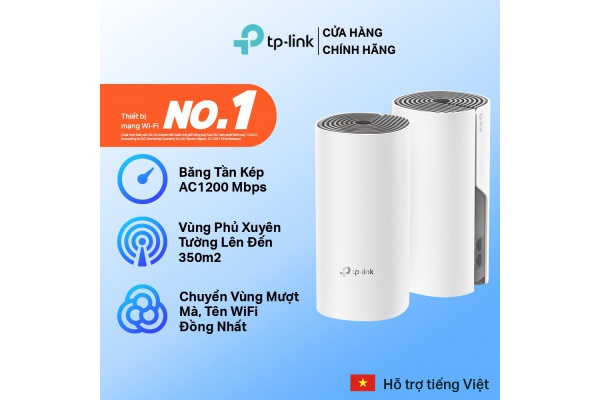 tp-link
CỬA HÀNG
CHÍNH HÃNG
Thiết bị
mạng Wi-Fi
NO.1
Băng Tần Kép
AC1200 Mbps
Vùng Phủ Xuyên
Tường Lên Đến
350m2
Chuyển Vùng Mượt
Mà, Tên WiFi
Đồng Nhất
tp-link
tp-link
Hỗ trợ tiếng Việt